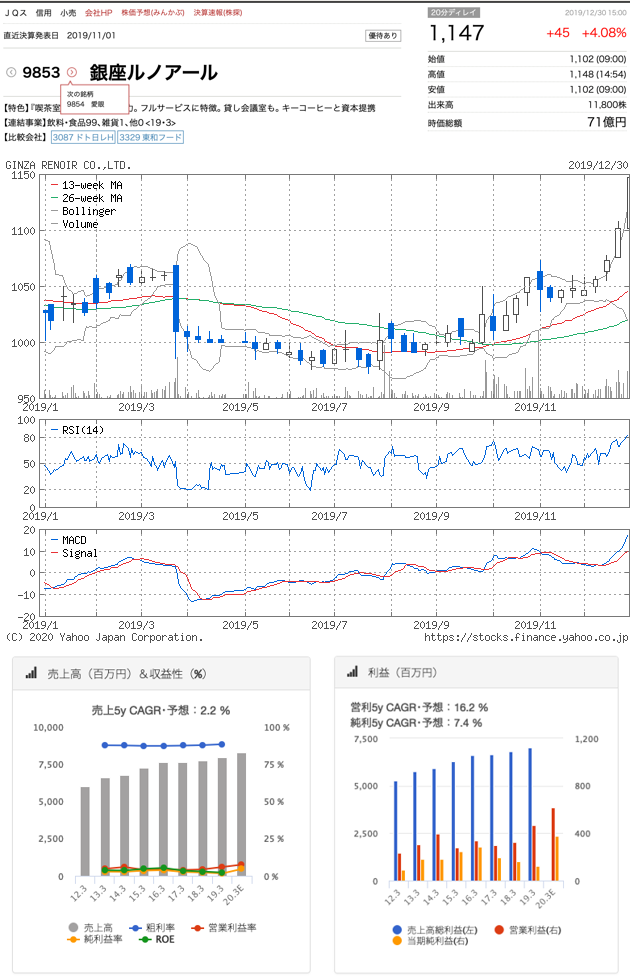 JQス 信用 小売 会社HP 株価予想(みんかぶ) 決算速報(株探)
直近決算発表日 2019/11/01
優待あり
20分ディレイ
2019/12/30 15:00
1,147
+45 +4.08%
始値 1,102 (09:00)
高値 1,148 (14:54)
安値 1,102 (09:00)
出来高 11,800株
時価総額 71億円
9853 銀座ルノアール
次の銘柄
9854 愛眼
【特色】『喫茶室 力。フルサービスに特徴。貸し会議室も。キーコーヒーと資本提携
【連結事業】飲料・食品99、雑貨1、他0 <19・3>
【比較会社】 3087 ドト日レH 3329 東和フード
GINZA RENOIR CO.,LTD. 2019/12/30
13-week MA
26-week MA
Bollinger
Volume
1150
1100
1050
1000
950
2019/1 2019/3 2019/5 2019/7 2019/9 2019/11
RSI(14)
100
80
50
20
0
2019/1 2019/3 2019/5 2019/7 2019/9 2019/11
MACD
Signal
20
10
0
-10
-20
2019/1 2019/3 2019/5 2019/7 2019/9 2019/11
(C) 2020 Yahoo Japan Corporation. https://stocks.finance.yahoo.co.jp
売上高（百万円）＆収益性（%）
売上5y CAGR・予想：2.2 %
10,000
7,500
5,000
2,500
0
100 %
75 %
50 %
25 %
0 %
12.3 13.3 14.3 15.3 16.3 17.3 18.3 19.3 20.3E
売上高 粗利率 営業利益率
純利益率 ROE
利益（百万円）
営利5y CAGR・予想：16.2 %
純利5y CAGR・予想：7.4 %
7,500
5,000
2,500
0
1,200
800
400
0
12.3 13.3 14.3 15.3 16.3 17.3 18.3 19.3 20.3E
売上高総利益(左) 営業利益(右)
当期純利益(右)